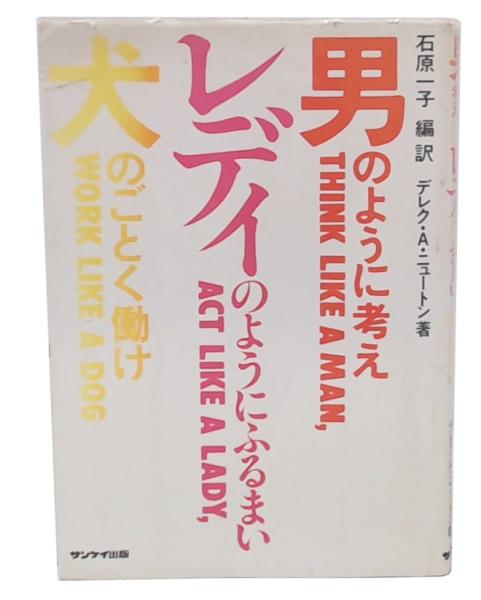 石原一子 編訳 デレク・A・ニュートン著
男のように考え
THINK LIKE A MAN,
レディのようにふるまい
ACT LIKE A LADY,
犬のごとく働け
WORK LIKE A DOG
サンケイ出版